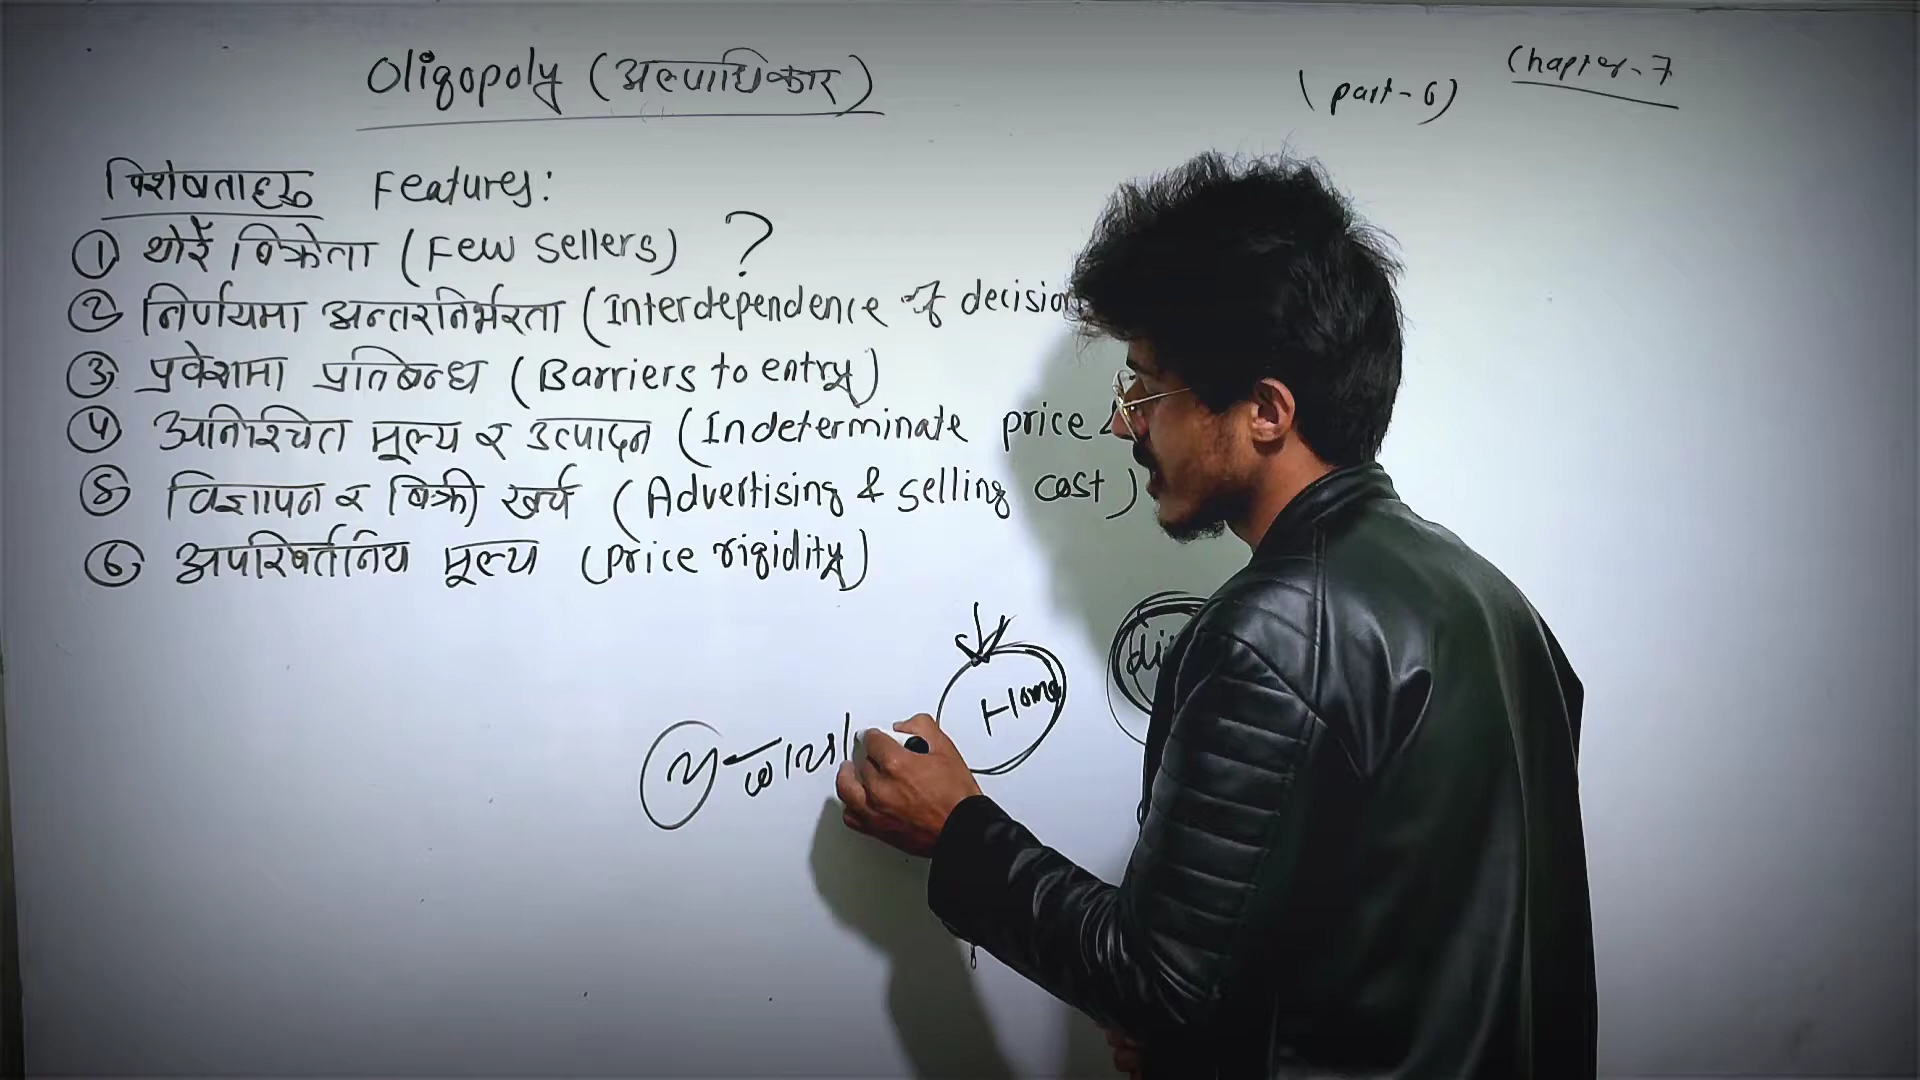 Oligopoly (अल्पाधिकार)
(part-6)
Chapter-7
विशेषताहरू Features:
① थोरै विक्रेता (Few sellers) ?
② निर्णयमा अन्तरनिर्भरता (Interdependence of decision
③ प्रवेशमा प्रतिबन्ध (Barriers to entry)
④ अनिश्चित मूल्य र उत्पादन (Indeterminate price &
⑤ विज्ञापन र बिक्री खर्च (Advertising & selling cost)
⑥ अपरिवर्तनिय मूल्य (price rigidity)
Home